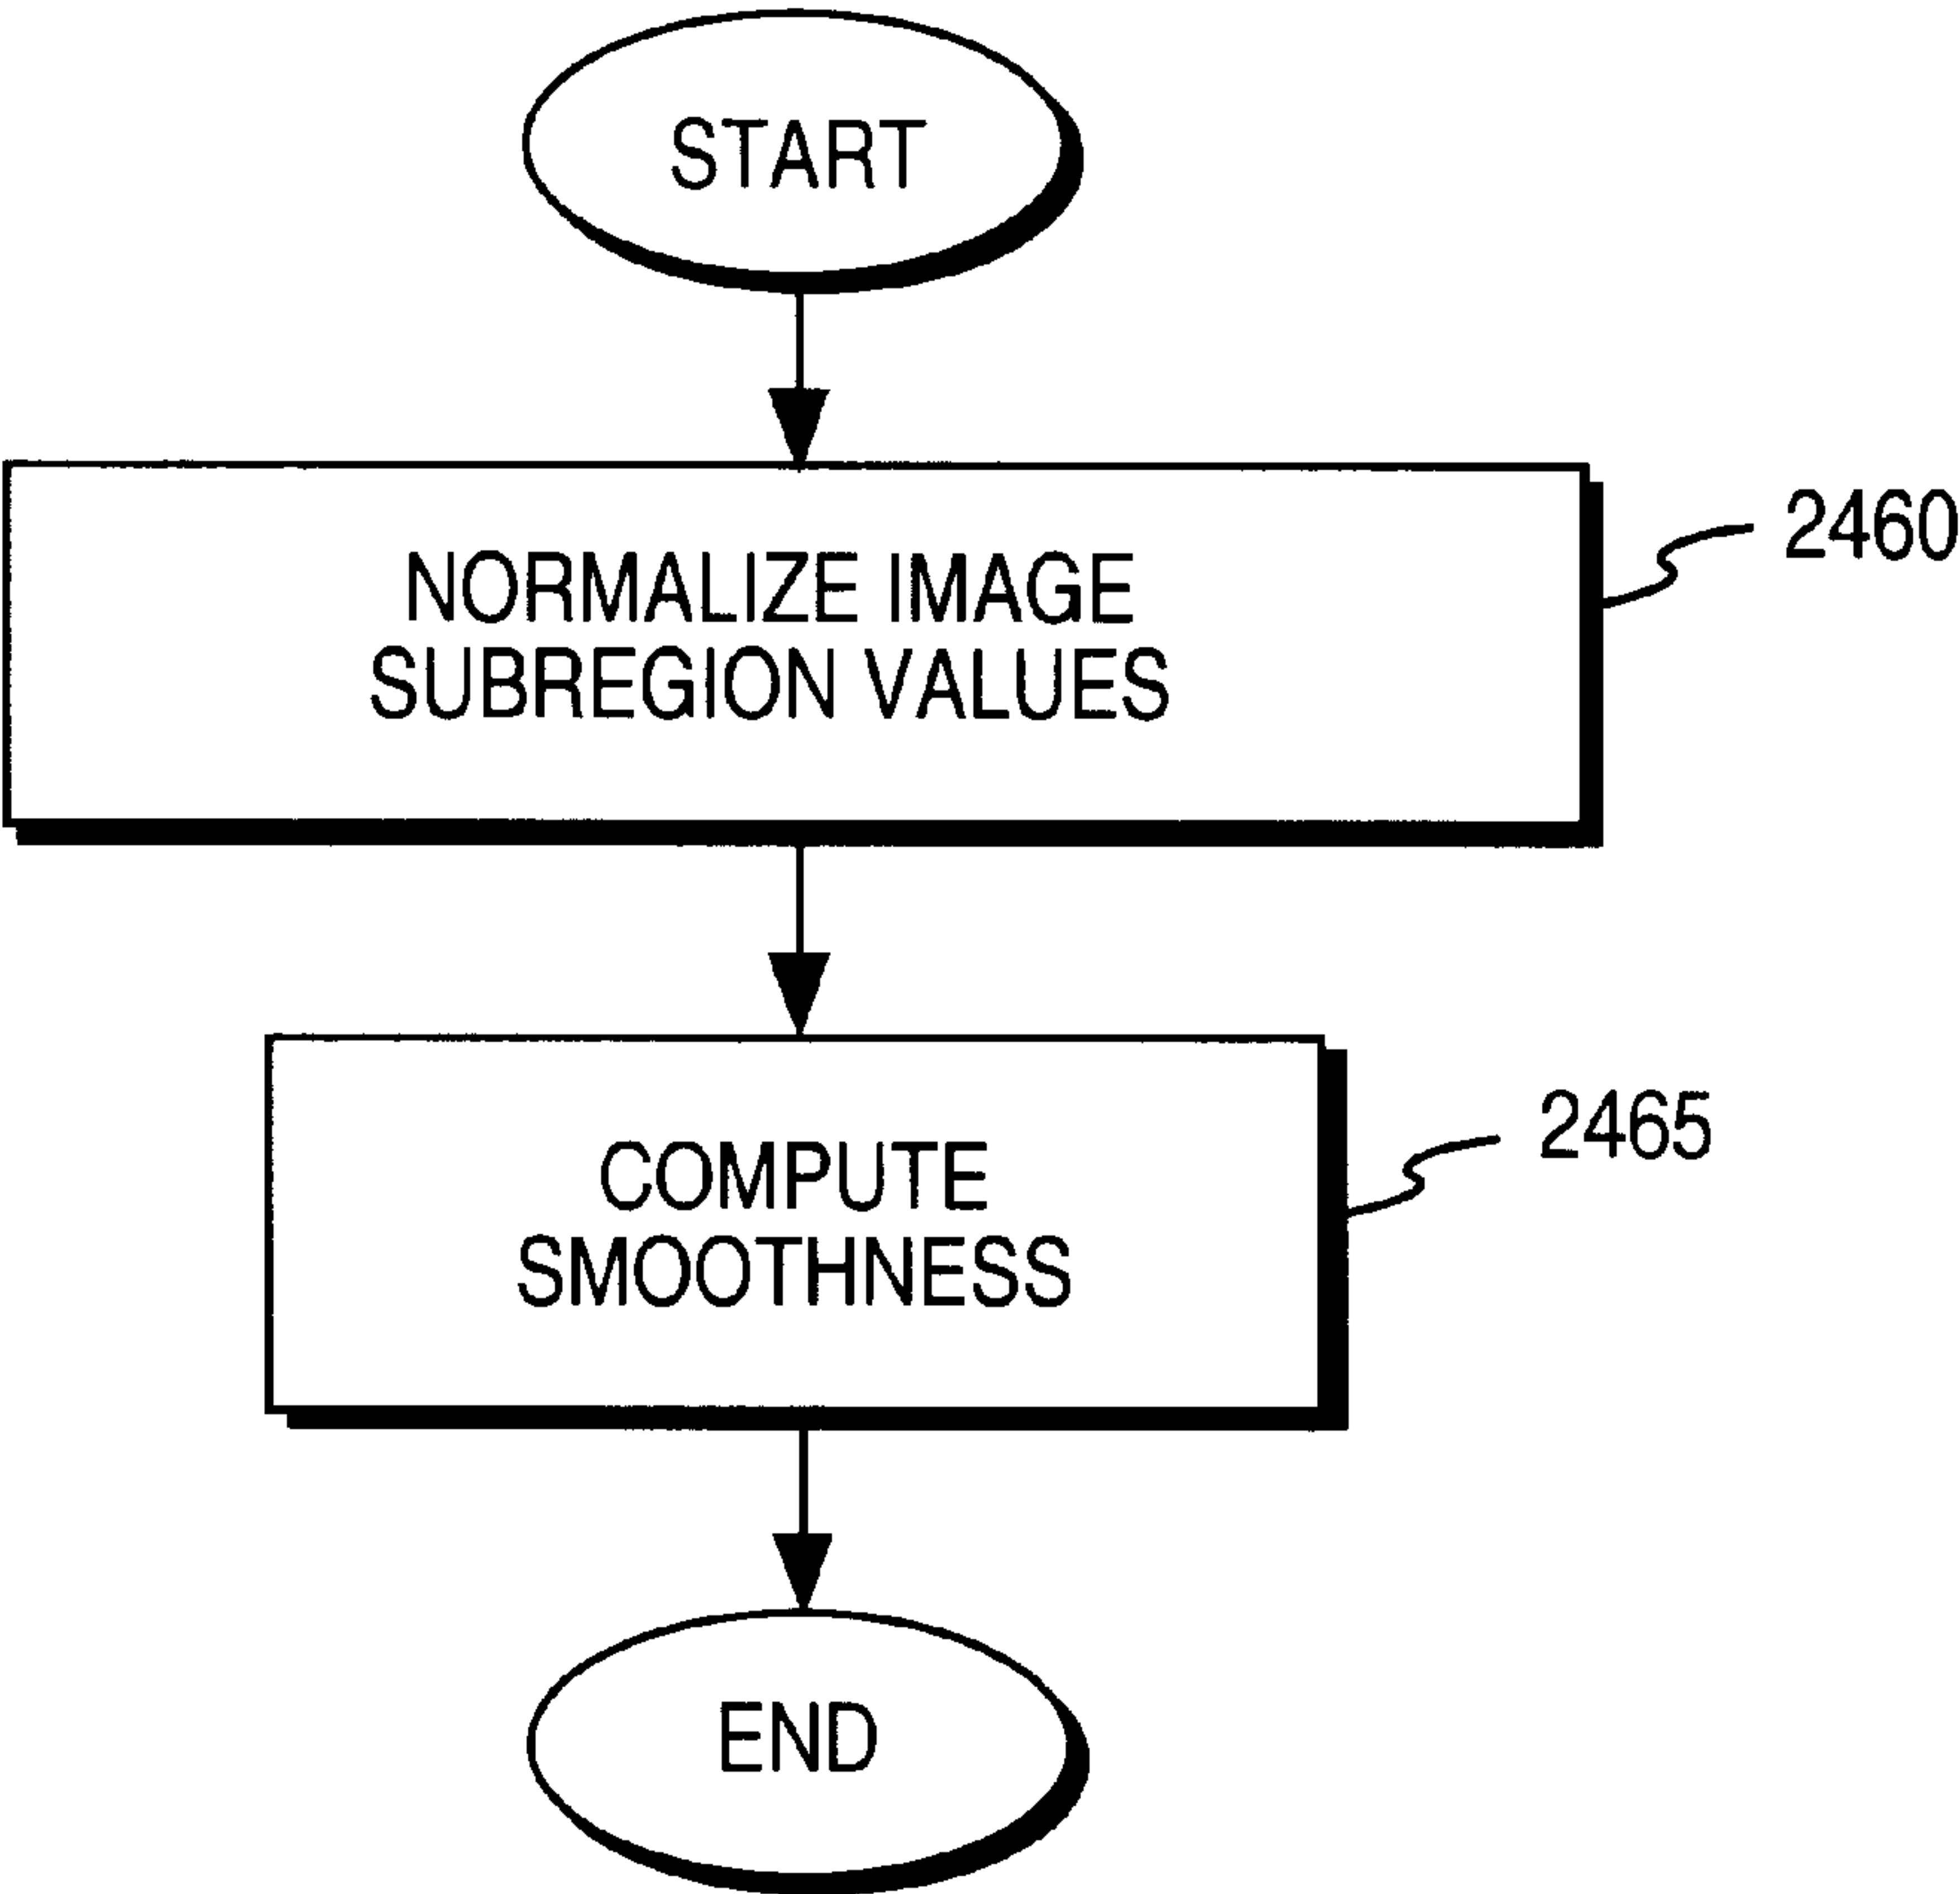 START
NORMALIZE IMAGE
SUBREGION VALUES
2460
COMPUTE
SMOOTHNESS
2465
END